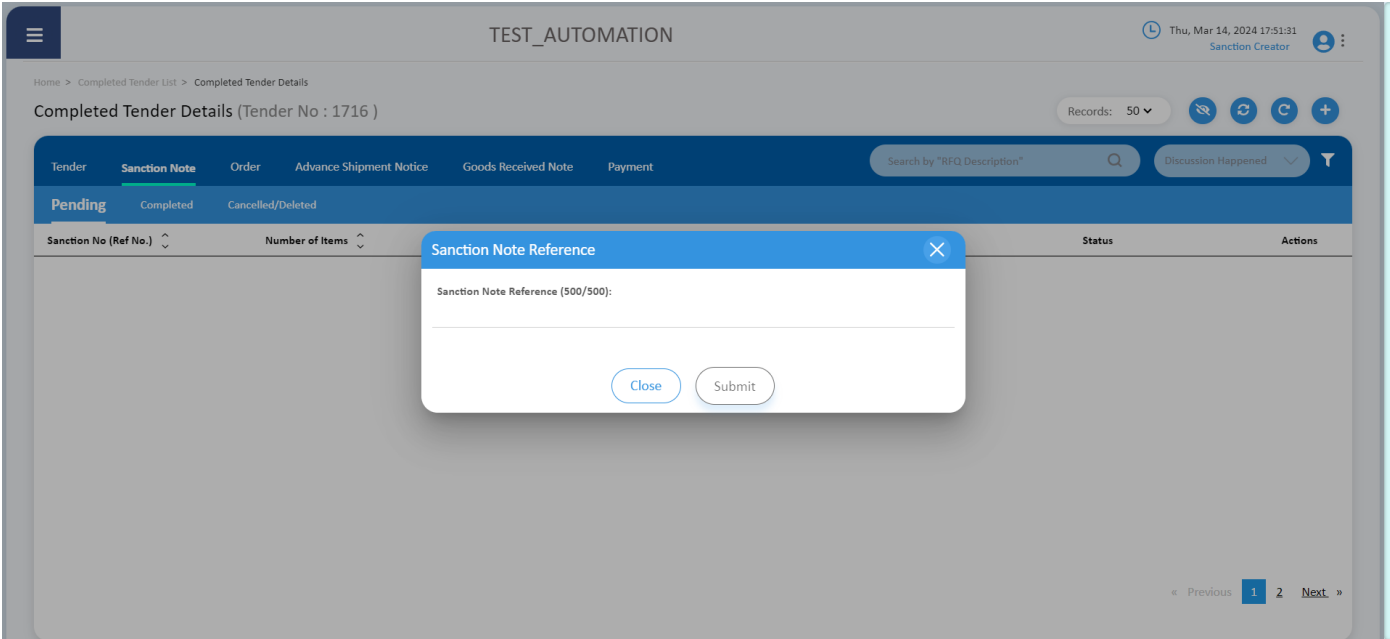 TEST_AUTOMATION
Thu, Mar 14, 2024 17:51:31
Sanction Creator
Home > Completed Tender List > Completed Tender Details
Completed Tender Details (Tender No : 1716 )
Records: 50
Tender Sanction Note Order Advance Shipment Notice Goods Received Note Payment
Search by "RFQ Description"
Discussion Happened
Pending Completed Cancelled/Deleted
Sanction No (Ref No.) Number of Items Status Actions
Sanction Note Reference
Sanction Note Reference (500/500):
Close Submit
« Previous 1 2 Next »